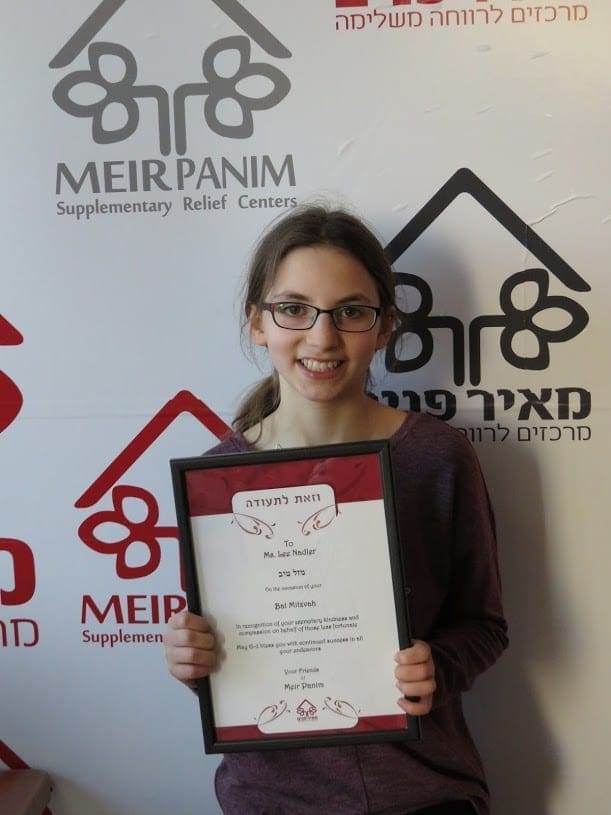 מרכזים לרווחה משלימה
MEIR PANIM
Supplementary Relief Centers
מאיר פנים
מרכזים לרווחה
MEIR
Supplementary
וזאת לתעודה
To
Ms. Lee Nadler
מזל טוב
On the occasion of your
Bat Mitzvah
In recognition of your exemplary kindness and
compassion on behalf of those less fortunate
May G-d bless you with continued success in all
your endeavors
Your Friends
at
Meir Panim
מאיר פנים